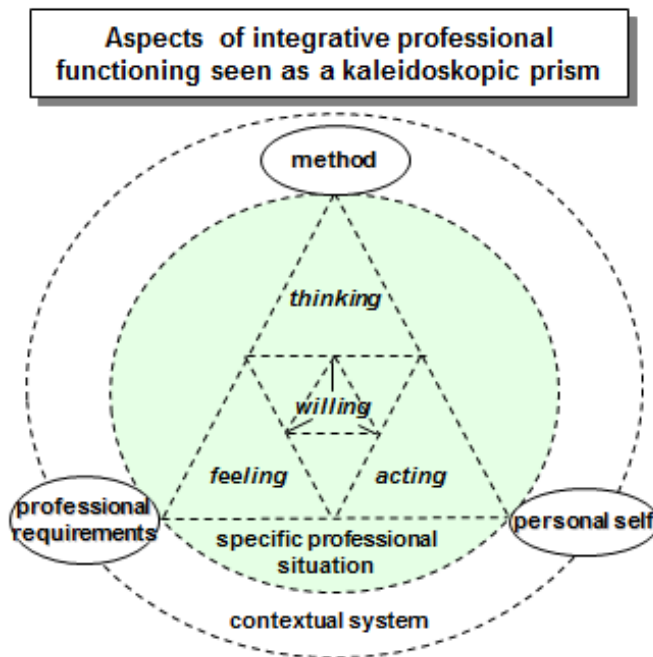 Aspects of integrative professional
functioning seen as a kaleidoskopic prism
method
thinking
willing
feeling
acting
professional
requirements
personal self
specific professional
situation
contextual system